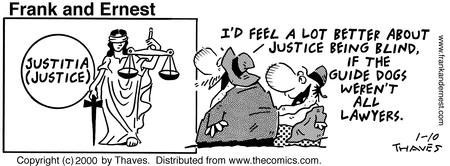 Frank and Ernest
JUSTITIA
(JUSTICE)
I'D FEEL A LOT BETTER ABOUT
JUSTICE BEING BLIND,
IF THE
GUIDE DOGS
WEREN'T
ALL
LAWYERS.
www.frankandernest.com
1-10
THAVES
Copyright (c) 2000 by Thaves. Distributed from www.thecomics.com.